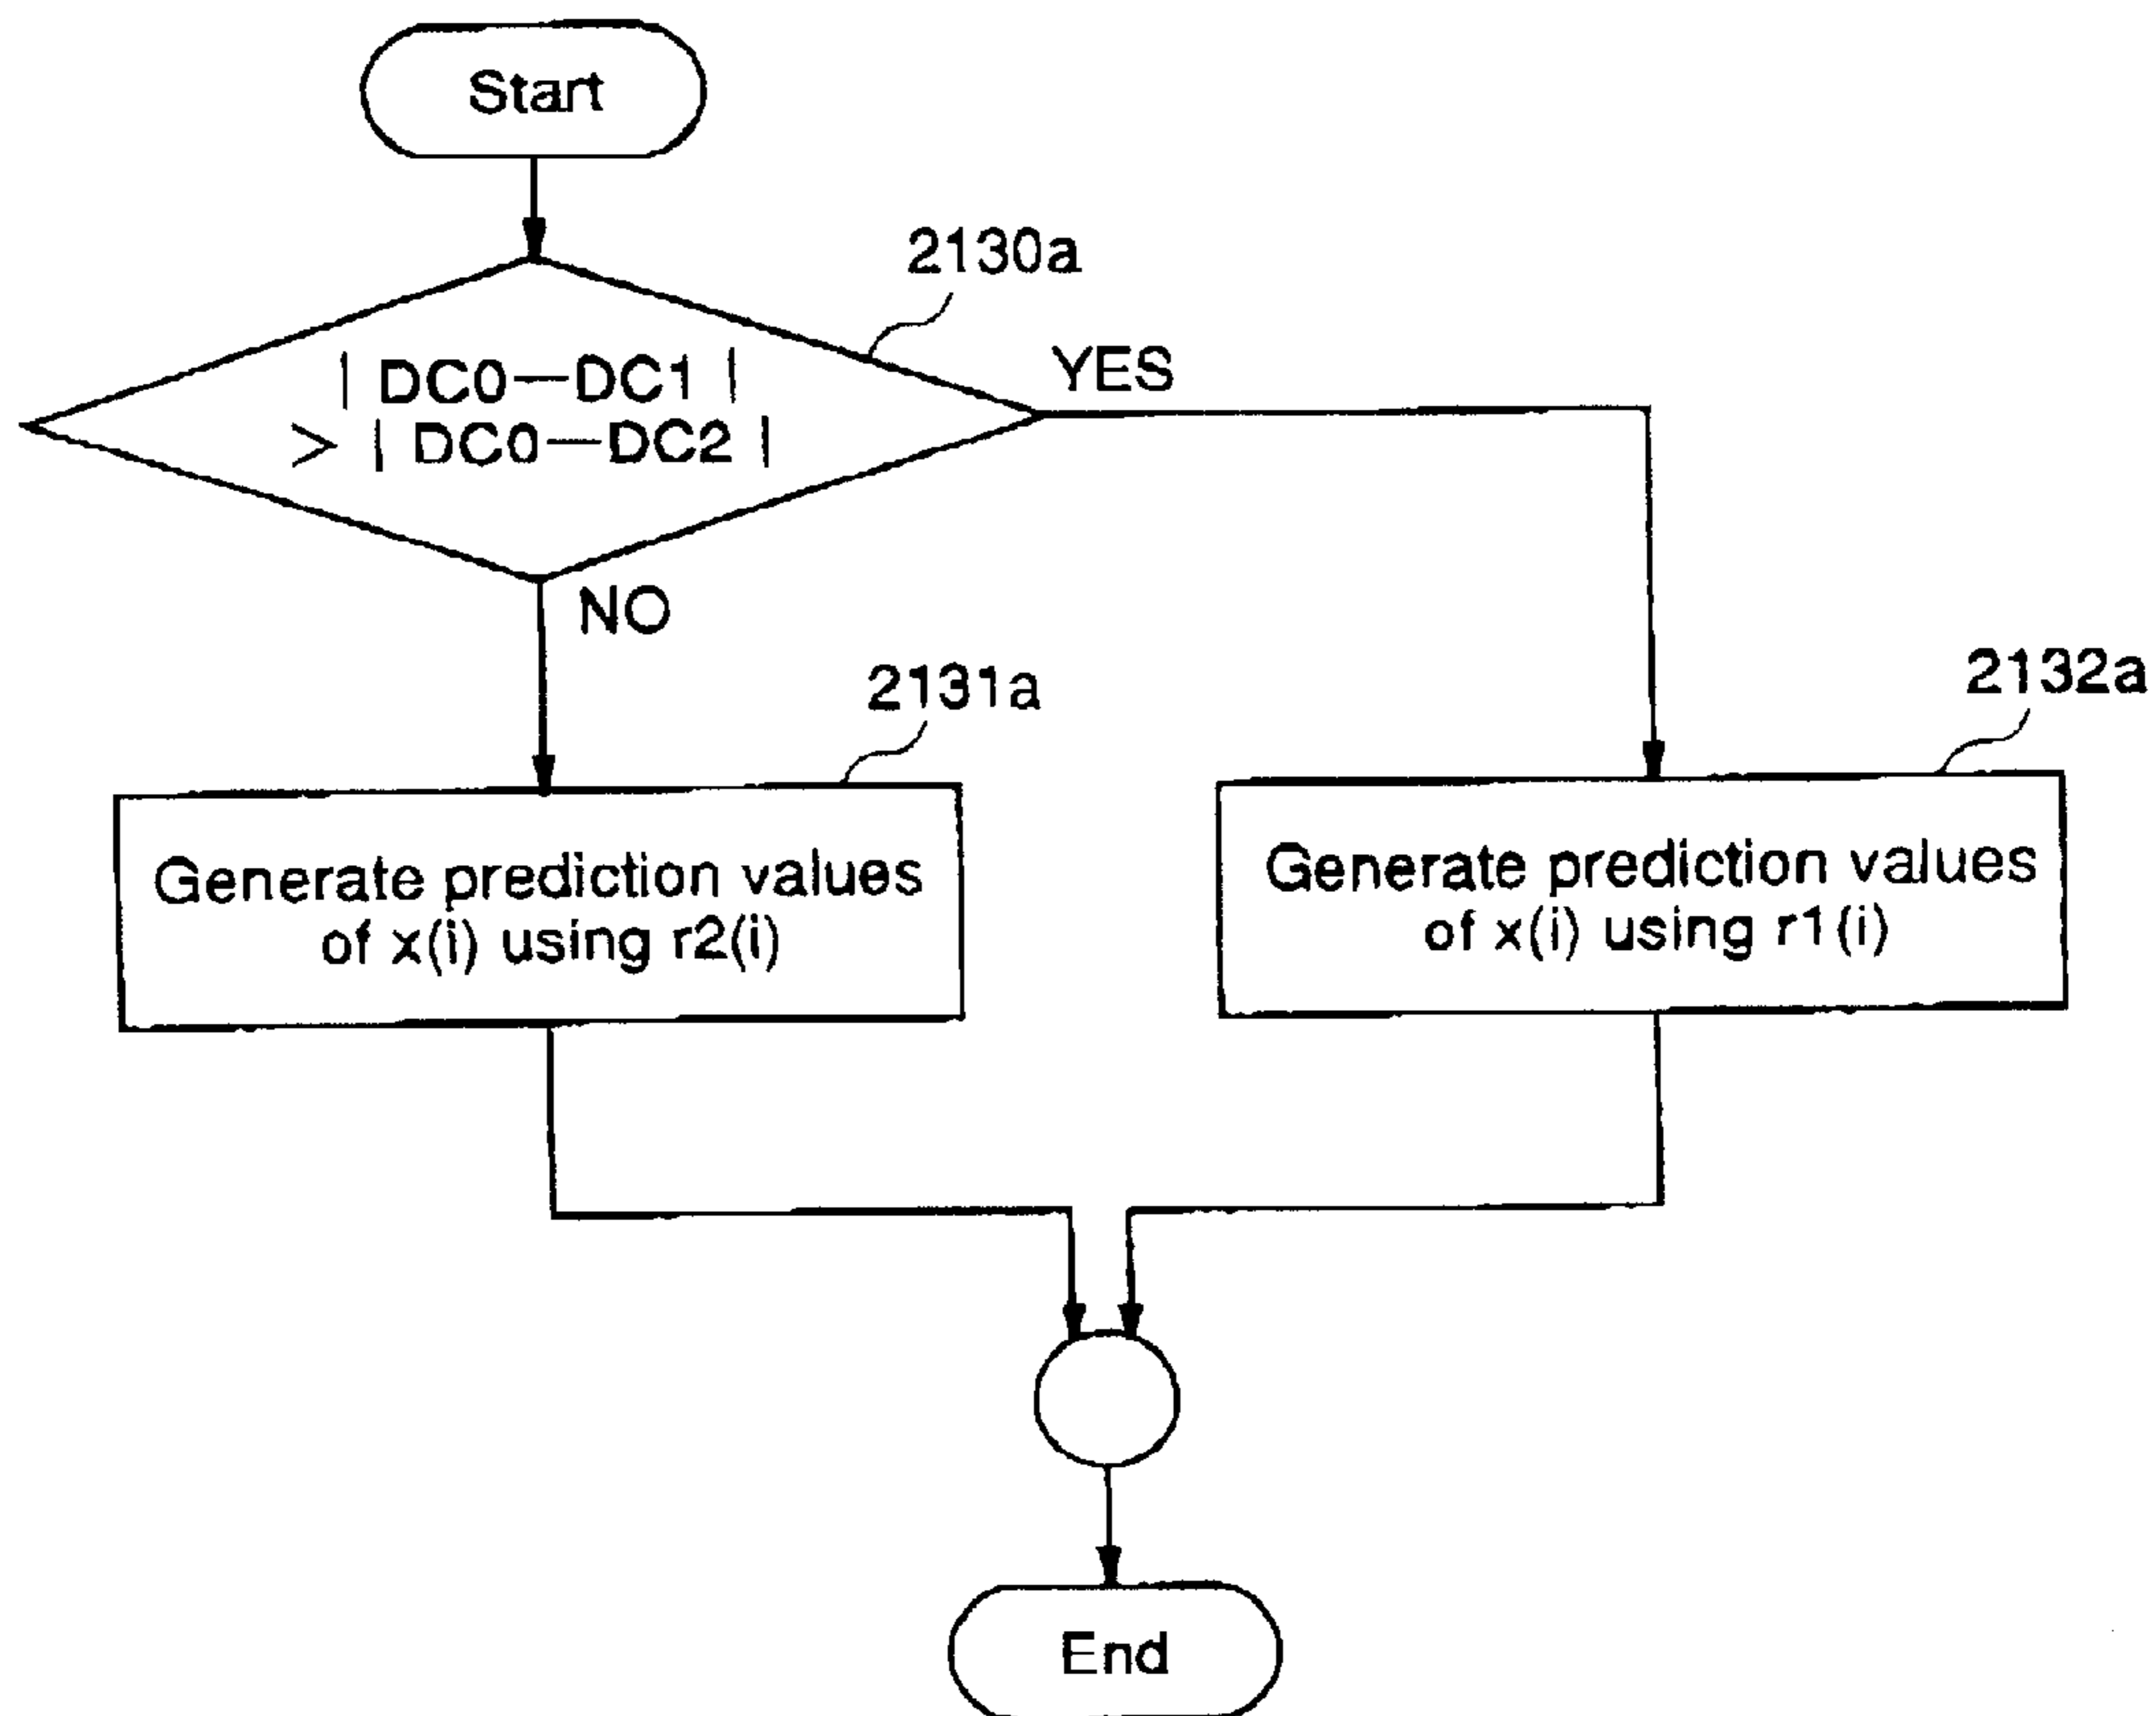 Start
2130a
| DC0—DC1 |
> | DC0—DC2 |
YES
NO
2131a
2132a
Generate prediction values
of x(i) using r2(i)
Generate prediction values
of x(i) using r1(i)
End